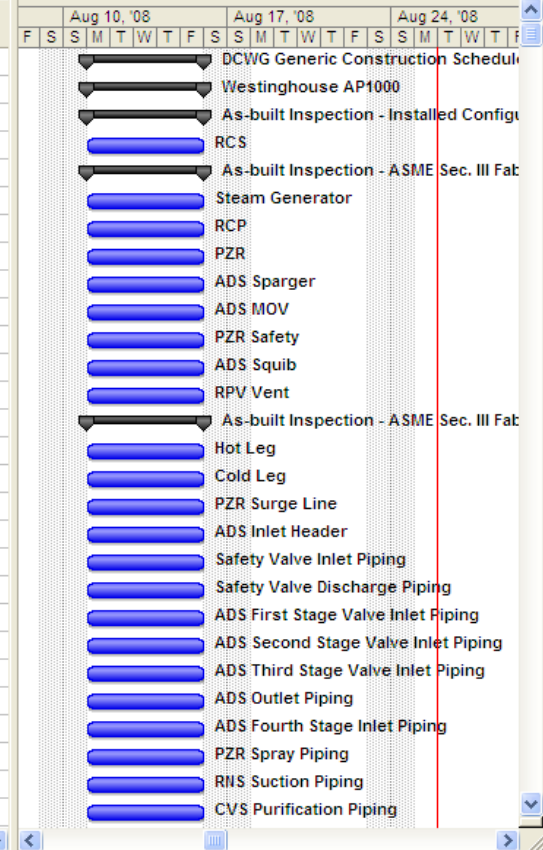 Aug 10, '08 Aug 17, '08 Aug 24, '08
F S S M T W T F S S M T W T F S S M T W T F
DCWG Generic Construction Schedul
Westinghouse AP1000
As-built Inspection - Installed Configu
RCS
As-built Inspection - ASME Sec. III Fab
Steam Generator
RCP
PZR
ADS Sparger
ADS MOV
PZR Safety
ADS Squib
RPV Vent
As-built Inspection - ASME Sec. III Fab
Hot Leg
Cold Leg
PZR Surge Line
ADS Inlet Header
Safety Valve Inlet Piping
Safety Valve Discharge Piping
ADS First Stage Valve Inlet Piping
ADS Second Stage Valve Inlet Piping
ADS Third Stage Valve Inlet Piping
ADS Outlet Piping
ADS Fourth Stage Inlet Piping
PZR Spray Piping
RNS Suction Piping
CVS Purification Piping